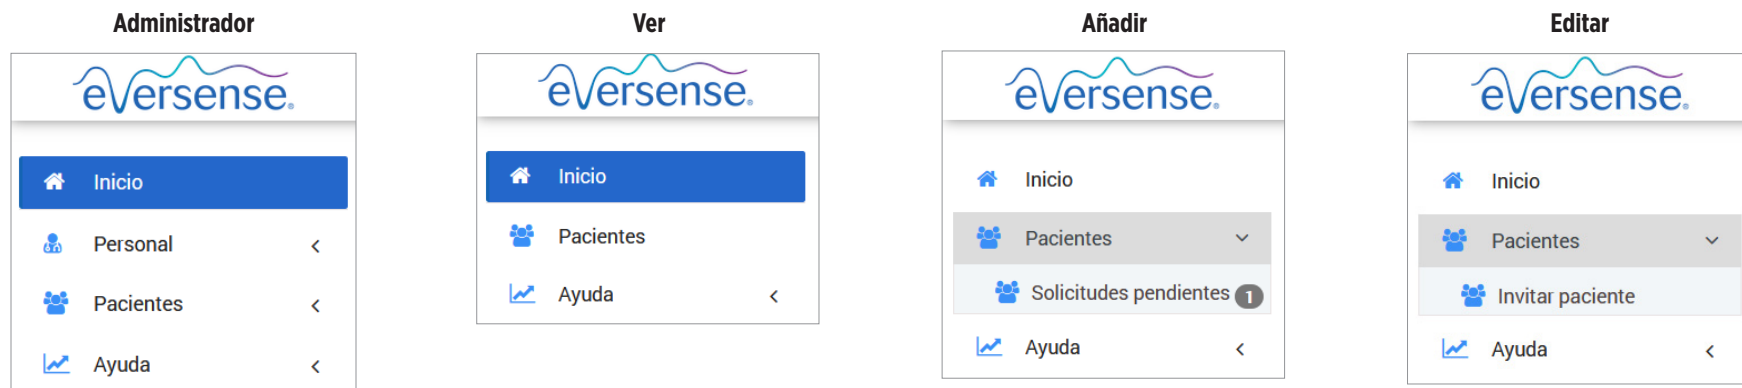 Administrador
eversense.
Inicio
Personal
Pacientes
Ayuda
Ver
eversense.
Inicio
Pacientes
Ayuda
Añadir
eversense.
Inicio
Pacientes
Solicitudes pendientes 1
Ayuda
Editar
eversense.
Inicio
Pacientes
Invitar paciente
Ayuda